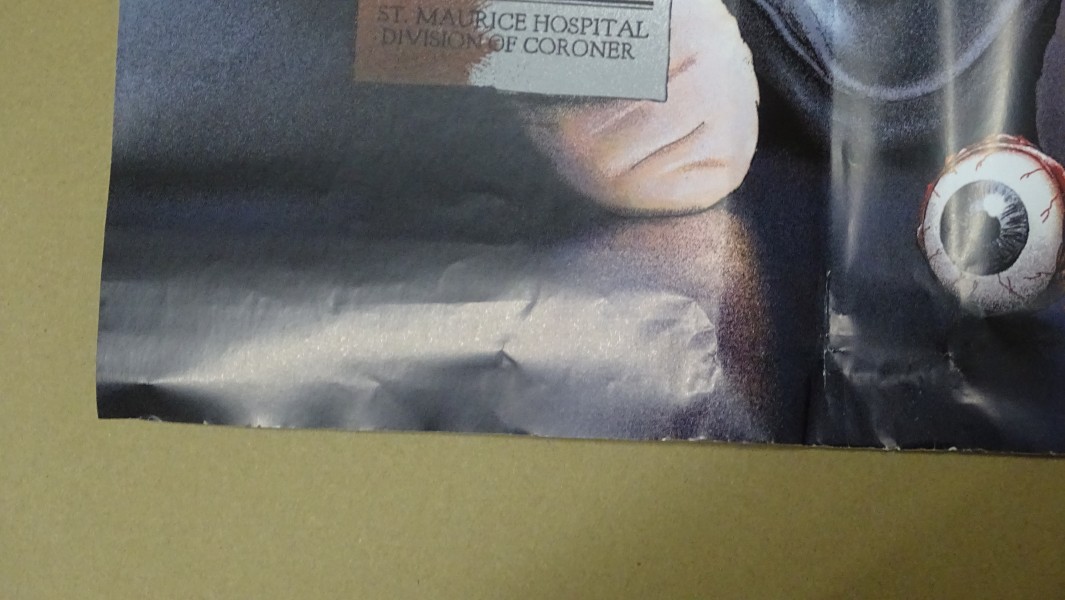 ST. MAURICE HOSPITAL
DIVISION OF CORONER